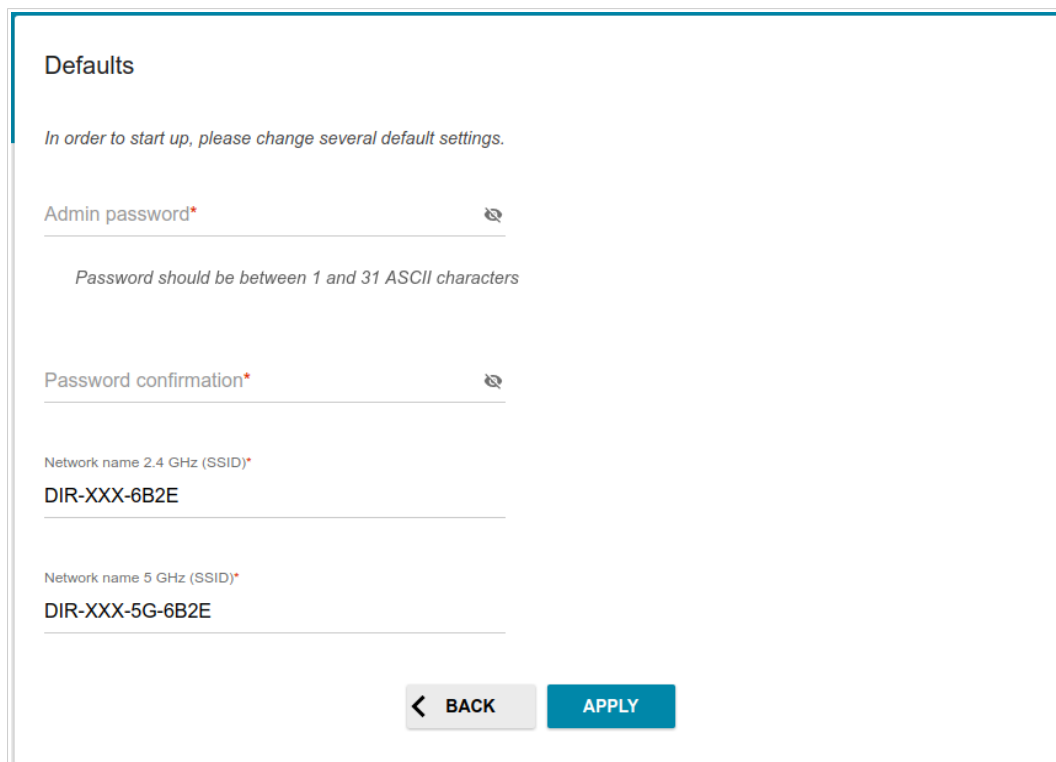 Defaults
In order to start up, please change several default settings.
Admin password*
Password should be between 1 and 31 ASCII characters
Password confirmation*
Network name 2.4 GHz (SSID)*
DIR-XXX-6B2E
Network name 5 GHz (SSID)*
DIR-XXX-5G-6B2E
BACK APPLY